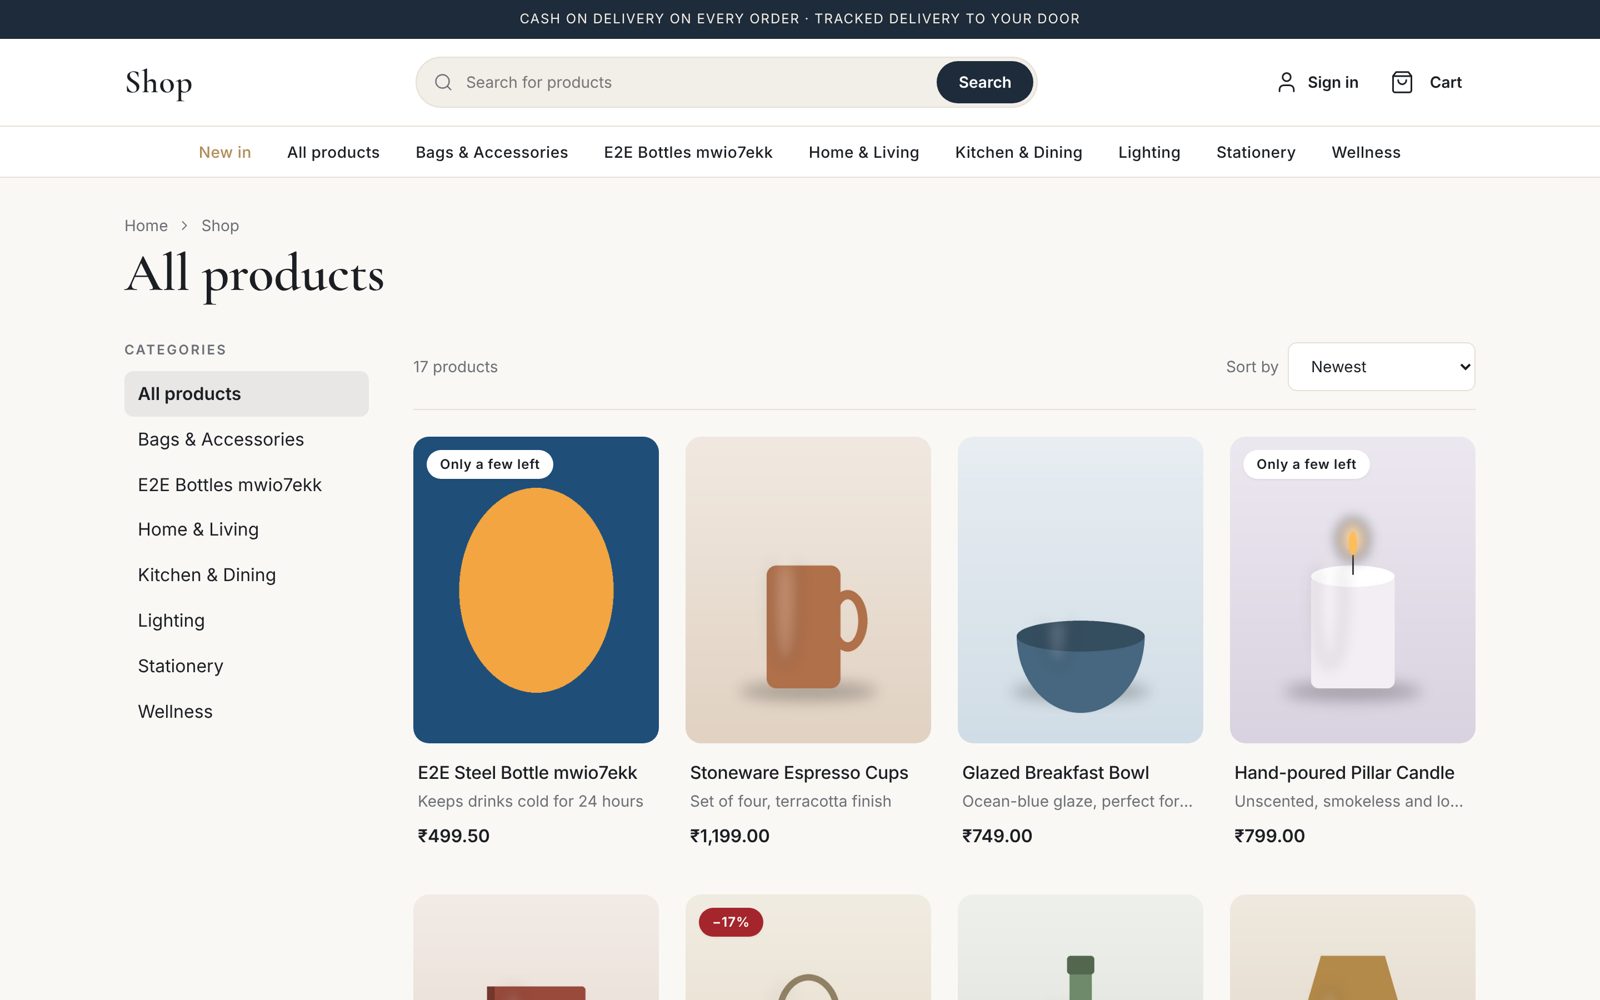 CASH ON DELIVERY ON EVERY ORDER · TRACKED DELIVERY TO YOUR DOOR
Shop
Search for products
Search
Sign in
Cart
New in
All products
Bags & Accessories
E2E Bottles mwio7ekk
Home & Living
Kitchen & Dining
Lighting
Stationery
Wellness
Home > Shop
All products
CATEGORIES
All products
Bags & Accessories
E2E Bottles mwio7ekk
Home & Living
Kitchen & Dining
Lighting
Stationery
Wellness
17 products
Sort by
Newest
Only a few left
E2E Steel Bottle mwio7ekk
Keeps drinks cold for 24 hours
₹499.50
Stoneware Espresso Cups
Set of four, terracotta finish
₹1,199.00
Glazed Breakfast Bowl
Ocean-blue glaze, perfect for...
₹749.00
Only a few left
Hand-poured Pillar Candle
Unscented, smokeless and lo...
₹799.00
−17%